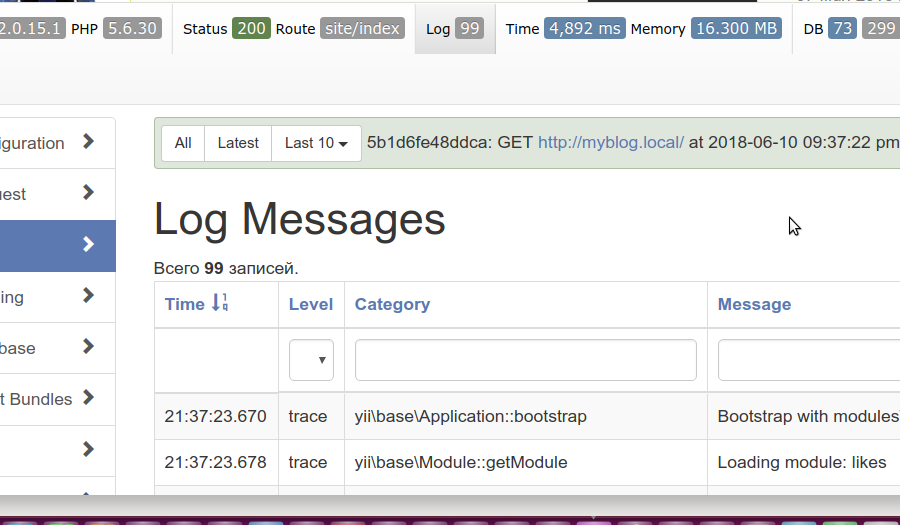 2.0.15.1 PHP 5.6.30 Status 200 Route site/index Log 99 Time 4,892 ms Memory 16.300 MB DB 73 299
All Latest Last 10 5b1d6fe48ddca: GET http://myblog.local/ at 2018-06-10 09:37:22 pm
iguration
uest
ing
base
t Bundles
Log Messages
Всего 99 записей.
Time Level Category Message
21:37:23.670 trace yii\base\Application::bootstrap Bootstrap with modules
21:37:23.678 trace yii\base\Module::getModule Loading module: likes